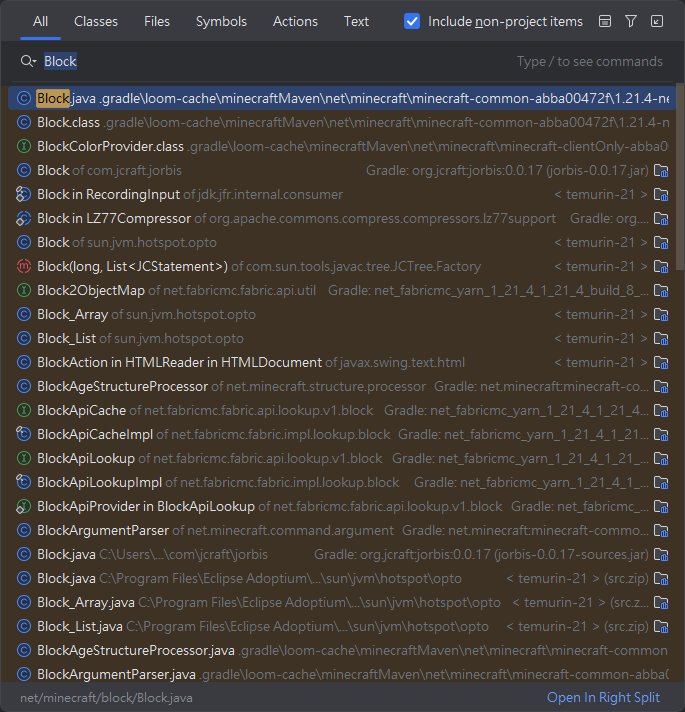 All Classes Files Symbols Actions Text Include non-project items
Block Type / to see commands
Block.java .gradle\loom-cache\minecraftMaven\net\minecraft\minecraft-common-abba00472f\1.21.4-ne
Block.class .gradle\loom-cache\minecraftMaven\net\minecraft\minecraft-common-abba00472f\1.21.4-n
BlockColorProvider.class .gradle\loom-cache\minecraftMaven\net\minecraft\minecraft-clientOnly-abba0
Block of com.jcraft.jorbis Gradle: org.jcraft:jorbis:0.0.17 (jorbis-0.0.17.jar)
Block in RecordingInput of jdk.jfr.internal.consumer < temurin-21 >
Block in LZ77Compressor of org.apache.commons.compress.compressors.lz77support Gradle: org....
Block of sun.jvm.hotspot.opto < temurin-21 >
Block(long, List<JCStatement>) of com.sun.tools.javac.tree.JCTree.Factory < temurin-21 >
Block2ObjectMap of net.fabricmc.fabric.api.util Gradle: net_fabricmc_yarn_1_21_4_1_21_4_build_8_...
Block_Array of sun.jvm.hotspot.opto < temurin-21 >
Block_List of sun.jvm.hotspot.opto < temurin-21 >
BlockAction in HTMLReader in HTMLDocument of javax.swing.text.html < temurin-21 >
BlockAgeStructureProcessor of net.minecraft.structure.processor Gradle: net.minecraft:minecraft-co...
BlockApiCache of net.fabricmc.fabric.api.lookup.v1.block Gradle: net_fabricmc_yarn_1_21_4_1_21_4...
BlockApiCacheImpl of net.fabricmc.fabric.impl.lookup.block Gradle: net_fabricmc_yarn_1_21_4_1_21_...
BlockApiLookup of net.fabricmc.fabric.api.lookup.v1.block Gradle: net_fabricmc_yarn_1_21_4_1_21_...
BlockApiLookupImpl of net.fabricmc.fabric.impl.lookup.block Gradle: net_fabricmc_yarn_1_21_4_1_...
BlockApiProvider in BlockApiLookup of net.fabricmc.fabric.api.lookup.v1.block Gradle: net_fabricmc_...
BlockArgumentParser of net.minecraft.command.argument Gradle: net.minecraft:minecraft-commo...
Block.java C:\Users\...\com\jcraft\jorbis Gradle: org.jcraft:jorbis:0.0.17 (jorbis-0.0.17-sources.jar)
Block.java C:\Program Files\Eclipse Adoptium\...\sun\jvm\hotspot\opto < temurin-21 > (src.zip)
Block_Array.java C:\Program Files\Eclipse Adoptium\...\sun\jvm\hotspot\opto < temurin-21 > (src.zip)
Block_List.java C:\Program Files\Eclipse Adoptium\...\sun\jvm\hotspot\opto < temurin-21 > (src.zip)
BlockAgeStructureProcessor.java .gradle\loom-cache\minecraftMaven\net\minecraft\minecraft-common
BlockArgumentParser.java .gradle\loom-cache\minecraftMaven\net\minecraft\minecraft-common-abba0
net/minecraft/block/Block.java Open In Right Split